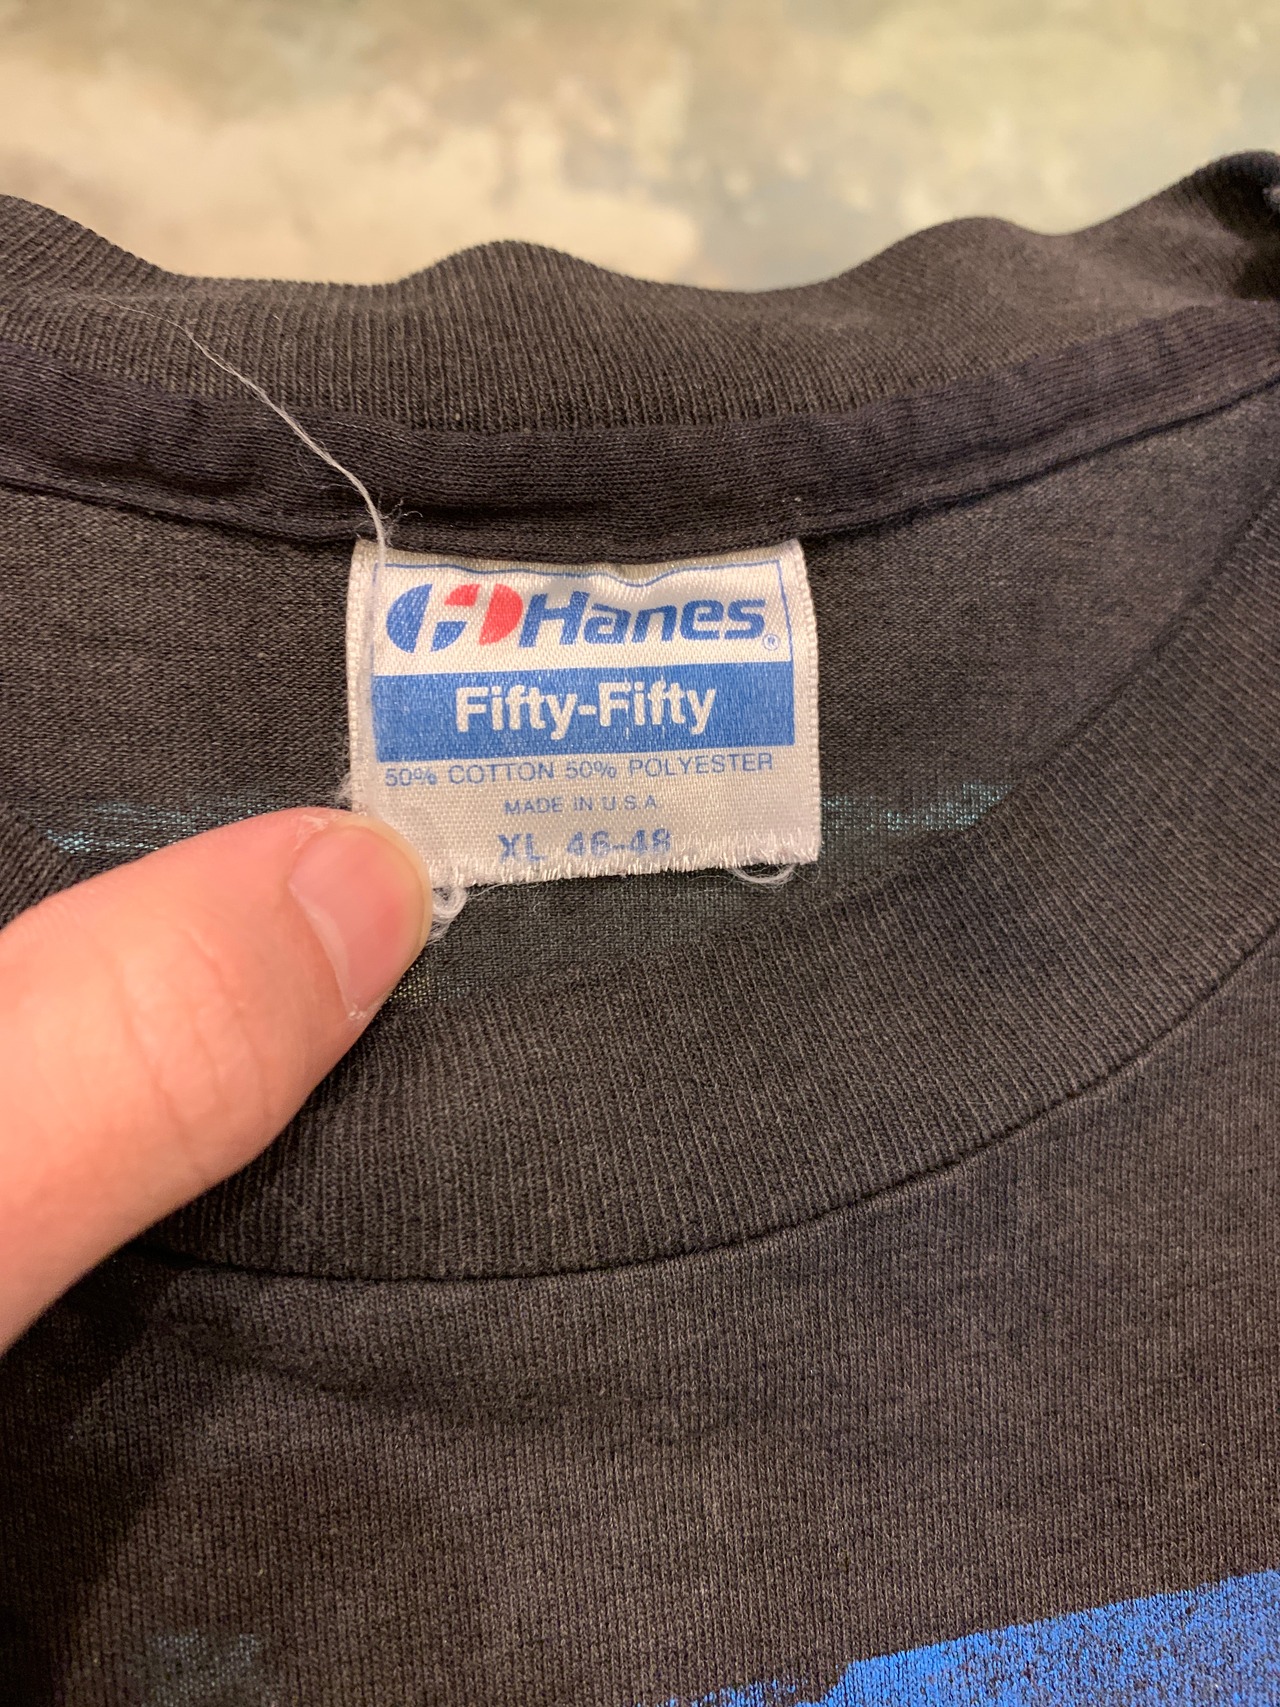 Hanes®
Fifty-Fifty
50% COTTON 50% POLYESTER
MADE IN U.S.A.
XL 46-48